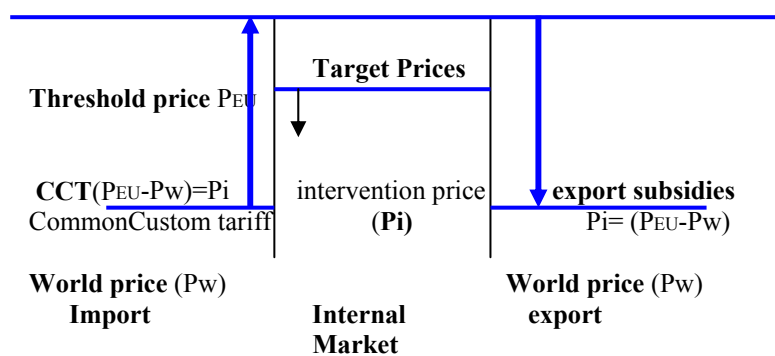 Target Prices
Threshold price PEU
CCT(PEU-Pw)=Pi
CommonCustom tariff
intervention price
(Pi)
export subsidies
Pi= (PEU-Pw)
World price (Pw)
Import
Internal
Market
World price (Pw)
export